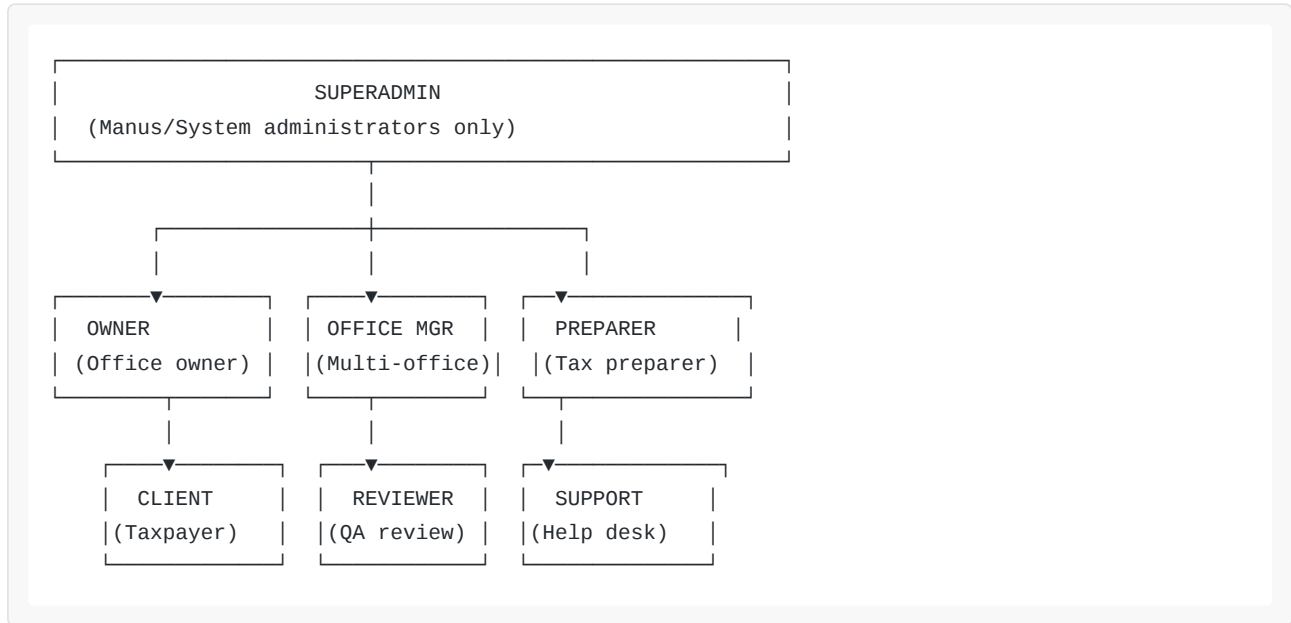 SUPERADMIN
(Manus/System administrators only)
OWNER OFFICE MGR PREPARER
(Office owner) (Multi-office) (Tax preparer)
CLIENT REVIEWER SUPPORT
(Taxpayer) (QA review) (Help desk)